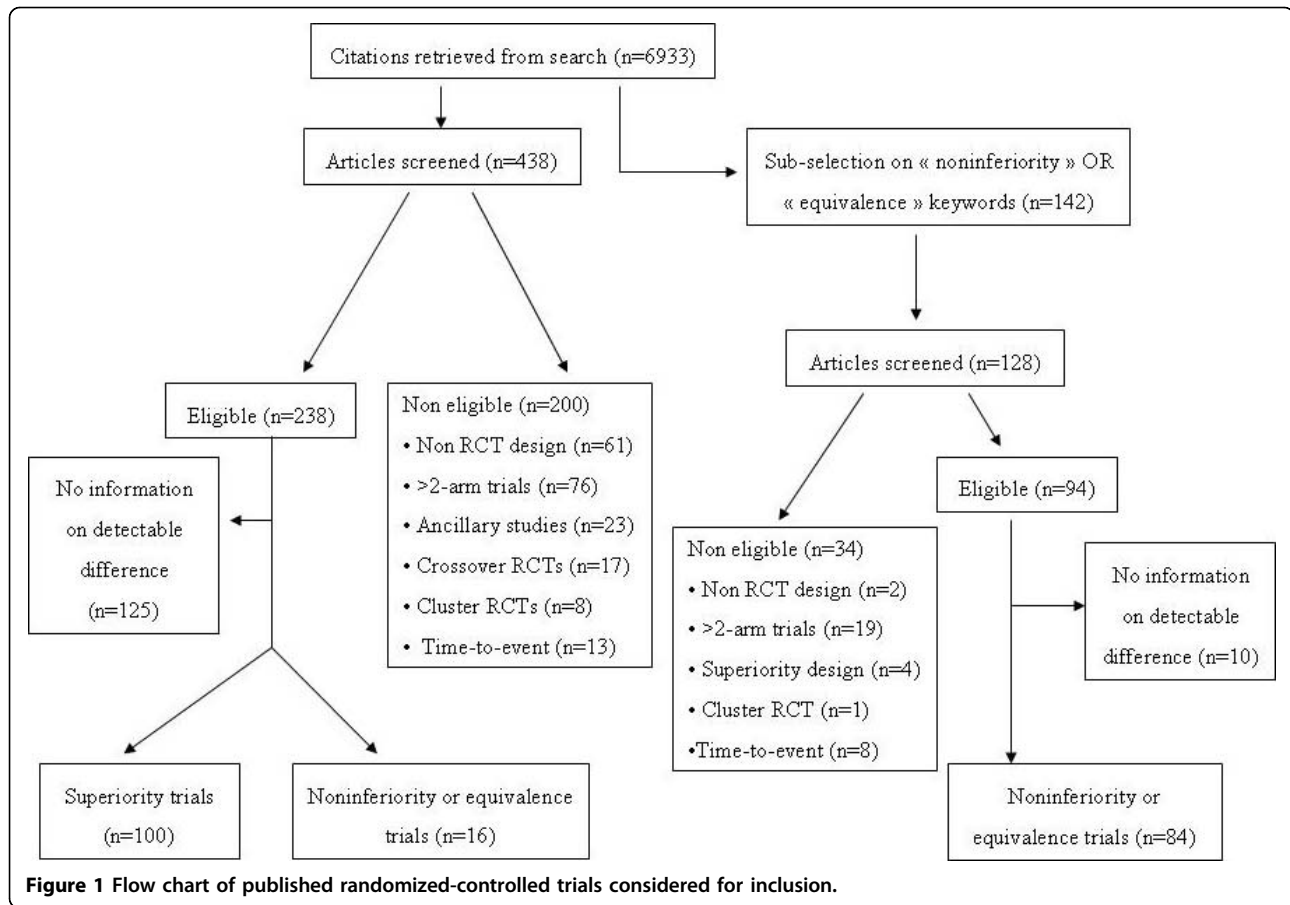 Citations retrieved from search (n=6933)
Articles screened (n=438)
Sub-selection on « noninferiority » OR
« equivalence » keywords (n=142)
Articles screened (n=128)
Eligible (n=238)
Non eligible (n=200)
• Non RCT design (n=61)
• >2-arm trials (n=76)
• Ancillary studies (n=23)
• Crossover RCTs (n=17)
• Cluster RCTs (n=8)
• Time-to-event (n=13)
No information
on detectable
difference
(n=125)
Non eligible (n=34)
• Non RCT design (n=2)
• >2-arm trials (n=19)
• Superiority design (n=4)
• Cluster RCT (n=1)
•Time-to-event (n=8)
Eligible (n=94)
No information
on detectable
difference (n=10)
Superiority trials
(n=100)
Noninferiority or equivalence
trials (n=16)
Noninferiority or
equivalence trials (n=84)
Figure 1 Flow chart of published randomized-controlled trials considered for inclusion.